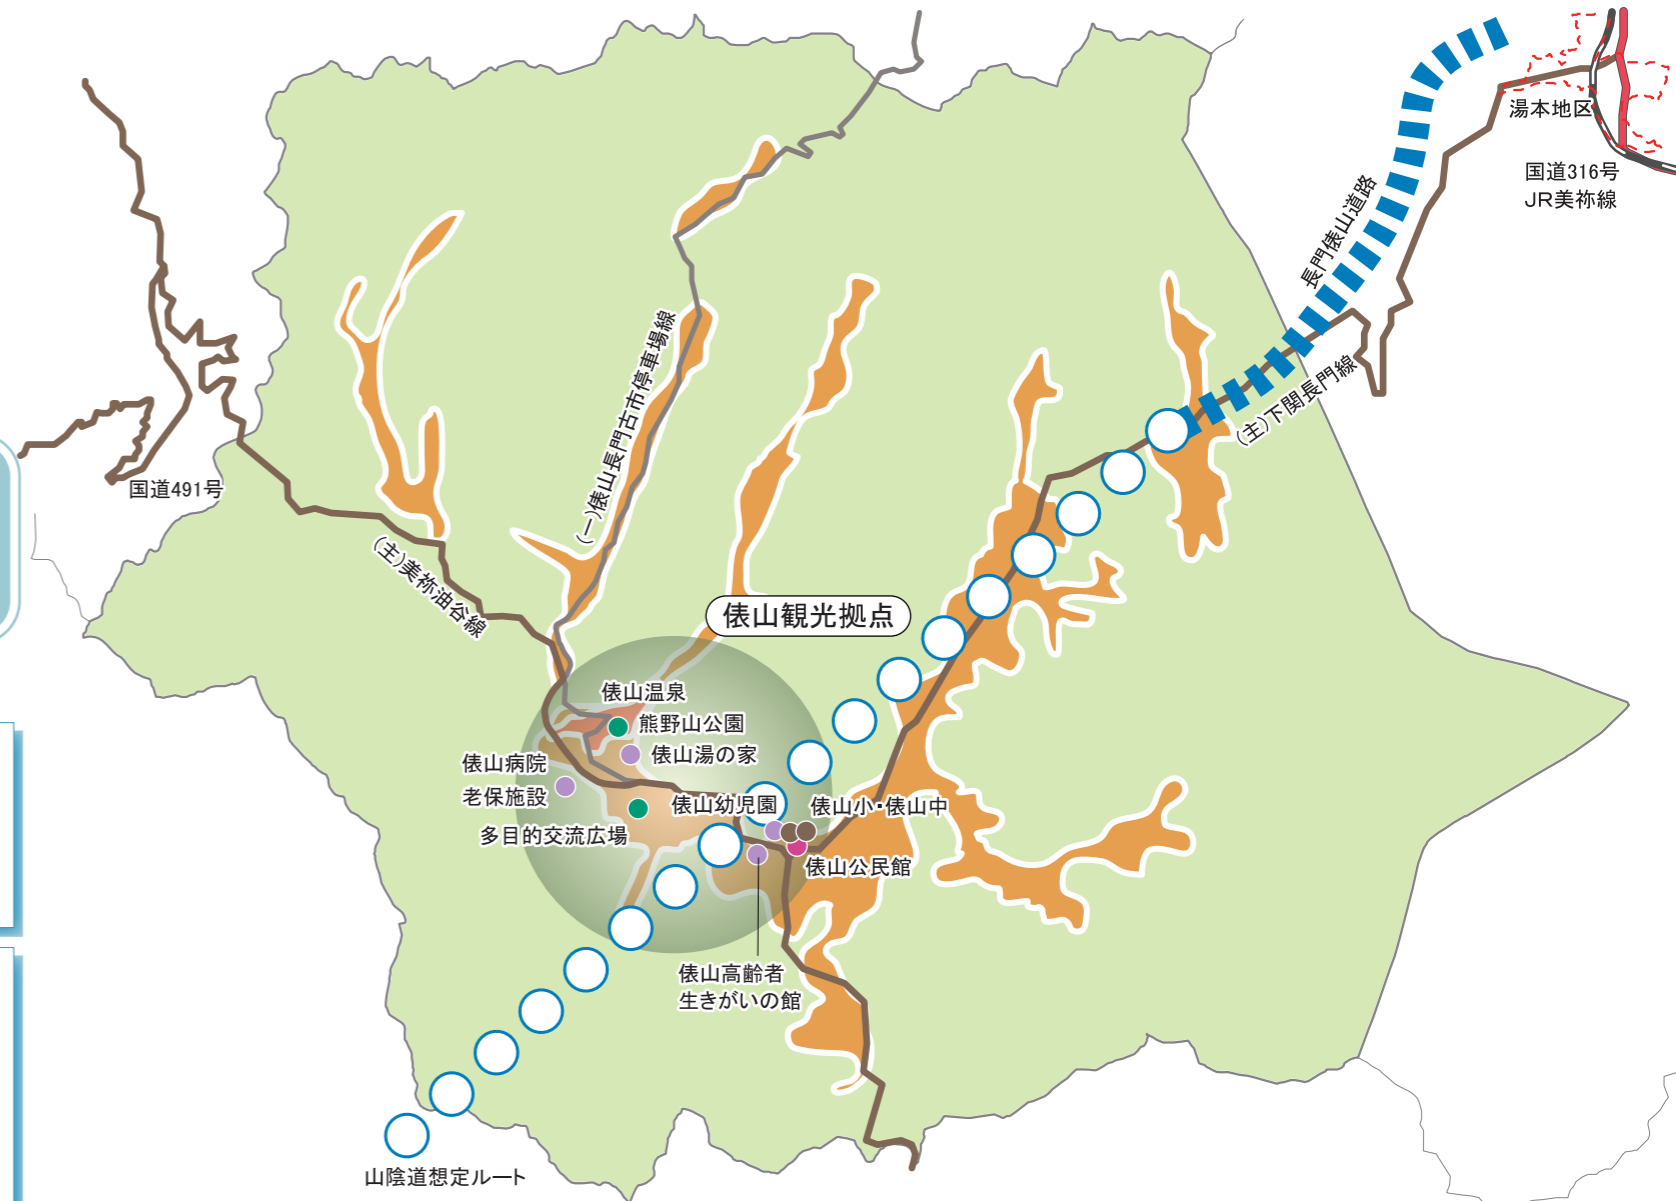 湯本地区
国道316号
JR美祢線
長門俵山道路
(主)下関長門線
(一)俵山長門古市停車場線
国道491号
(主)美祢油谷線
俵山観光拠点
俵山温泉
熊野山公園
俵山湯の家
俵山病院
老保施設
多目的交流広場
俵山幼児園
俵山小・俵山中
俵山公民館
俵山高齢者
生きがいの館
山陰道想定ルート